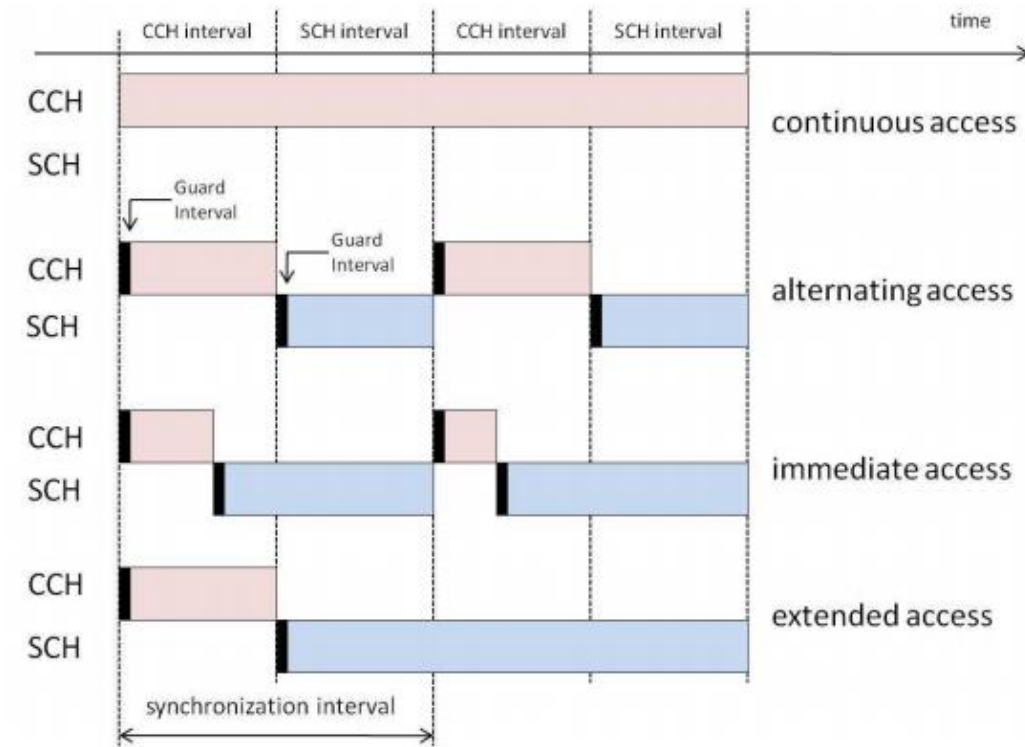 CCH interval SCH interval CCH interval SCH interval time
CCH
continuous access
SCH
Guard
Interval
Guard
Interval
CCH
alternating access
SCH
CCH
immediate access
SCH
CCH
extended access
SCH
synchronization interval